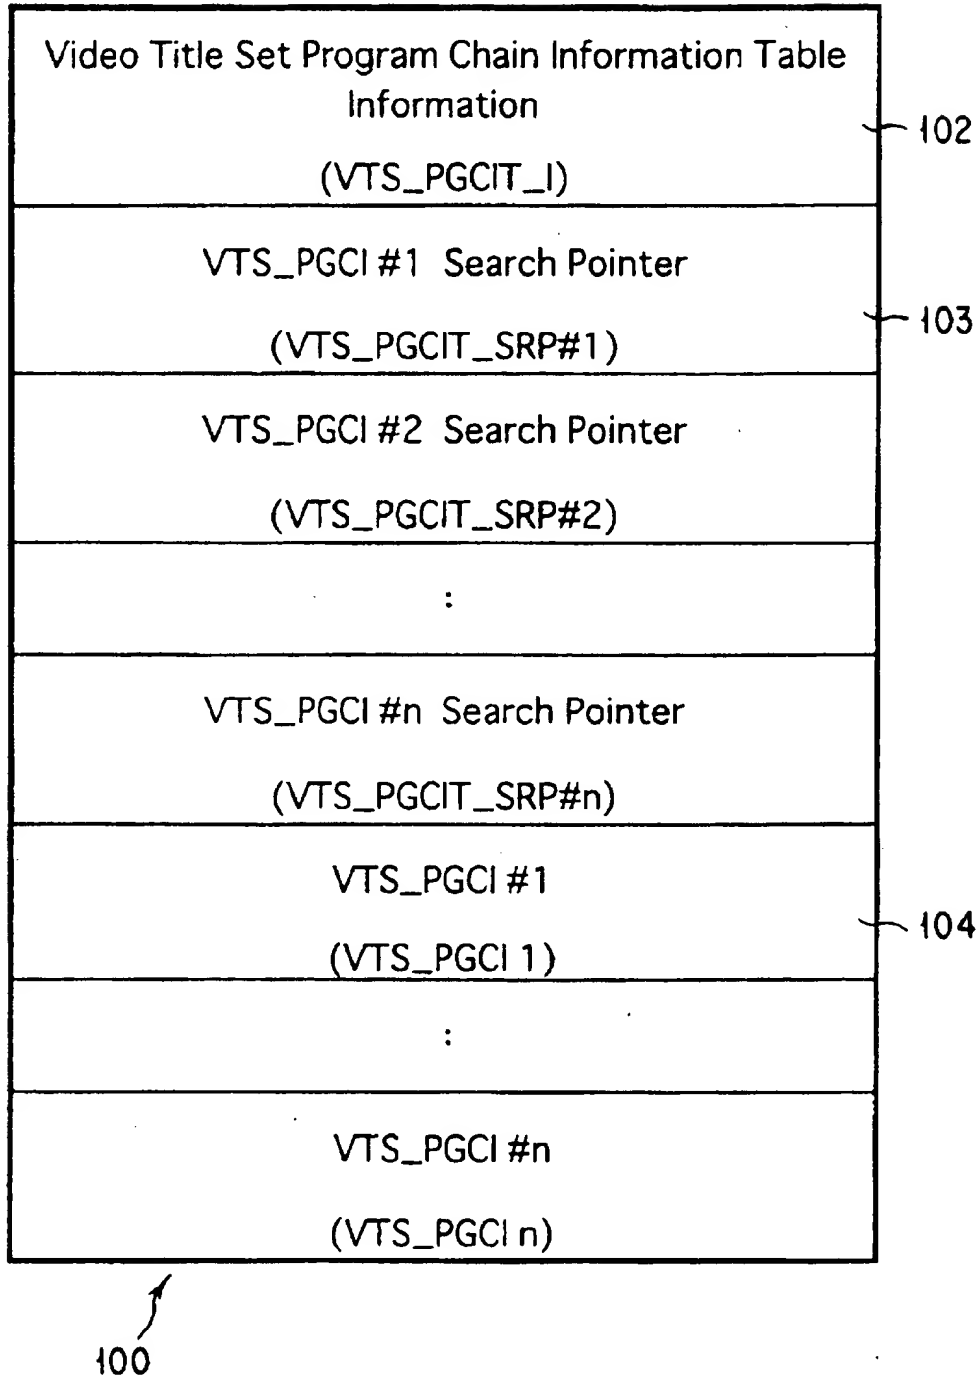 Video Title Set Program Chain Information Table
Information
(VTS_PGCIT_I)
102
VTS_PGCI #1 Search Pointer
(VTS_PGCIT_SRP#1)
103
VTS_PGCI #2 Search Pointer
(VTS_PGCIT_SRP#2)
:
VTS_PGCI #n Search Pointer
(VTS_PGCIT_SRP#n)
VTS_PGCI #1
(VTS_PGCI 1)
104
:
VTS_PGCI #n
(VTS_PGCI n)
100